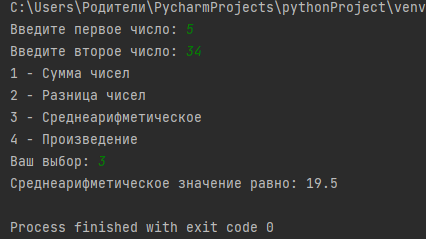 C:\Users\Родители\PycharmProjects\pythonProject\venv
Введите первое число: 5
Введите второе число: 34
1 - Сумма чисел
2 - Разница чисел
3 - Среднеарифметическое
4 - Произведение
Ваш выбор: 3
Среднеарифметическое значение равно: 19.5
Process finished with exit code 0